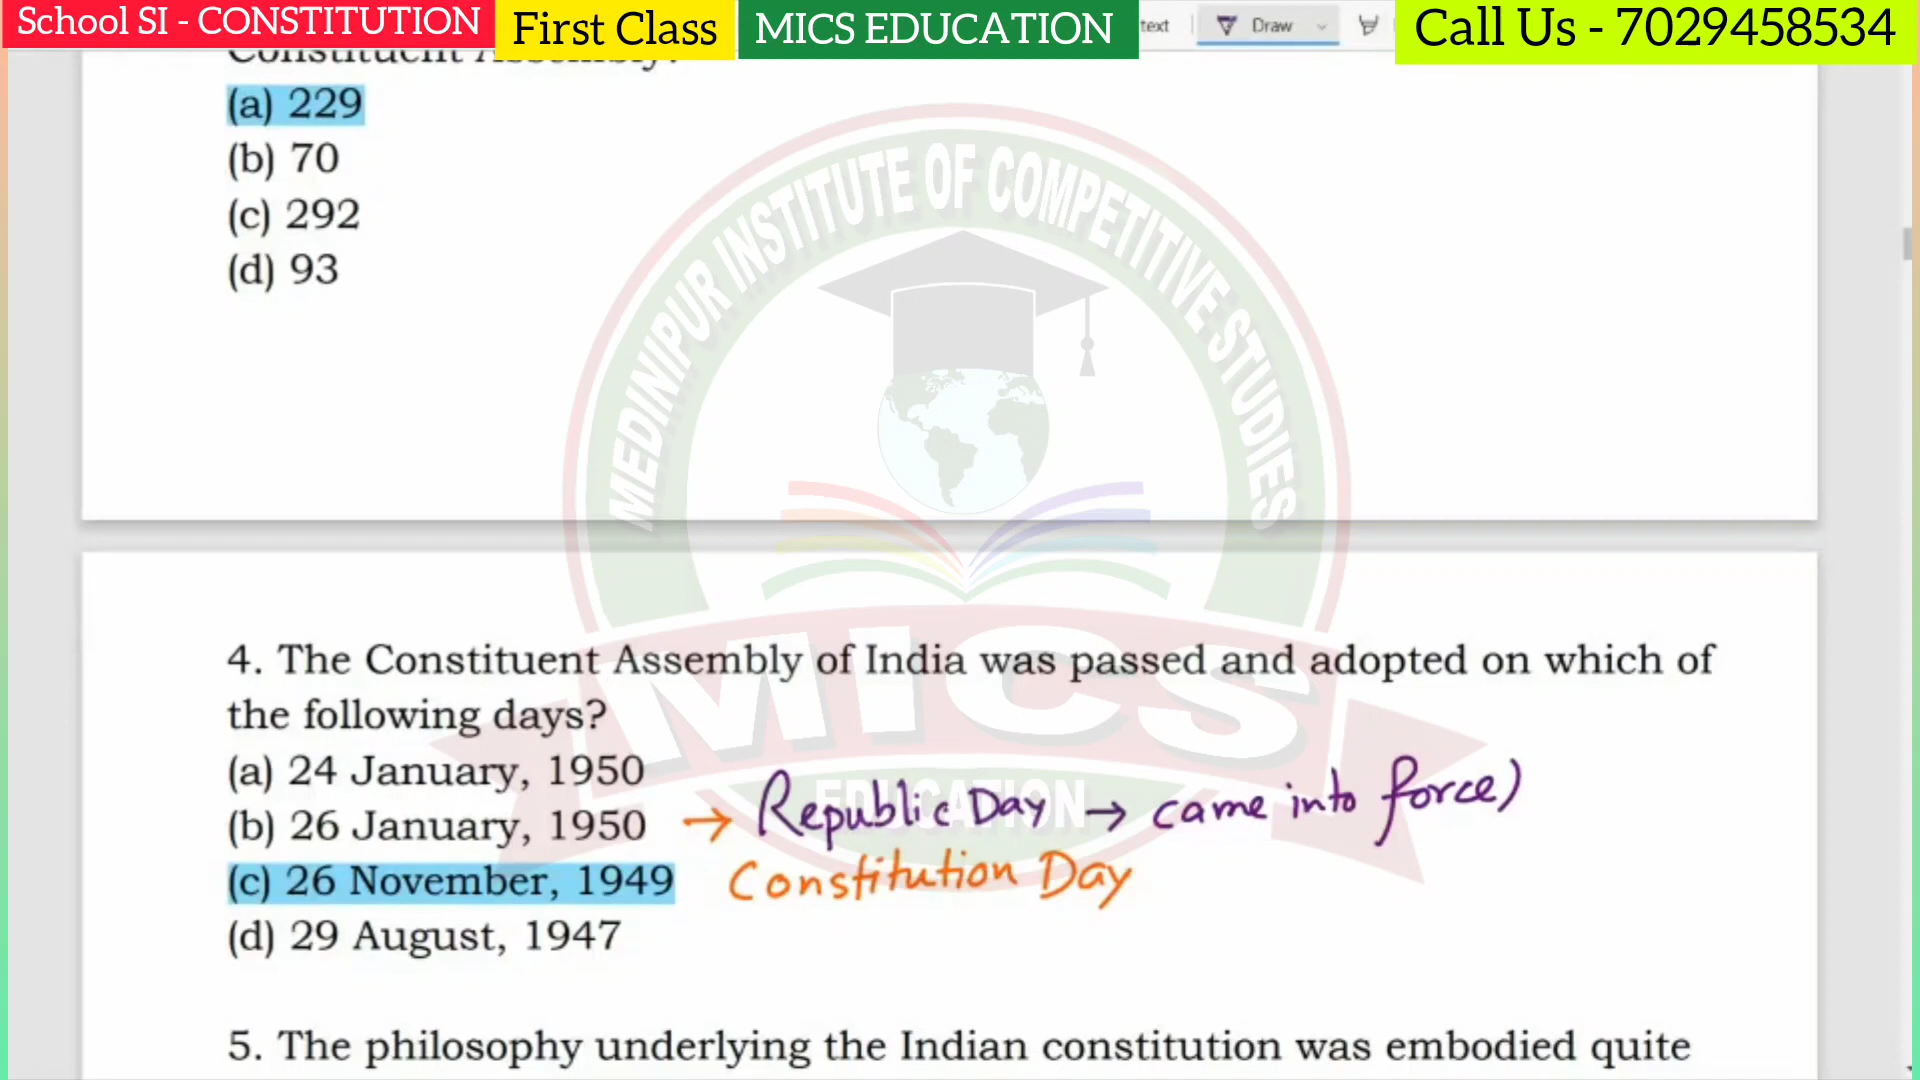 School SI - CONSTITUTION
First Class
MICS EDUCATION
text
Draw
Call Us - 7029458534
Constituent Assembly?
(a) 229
(b) 70
(c) 292
(d) 93
MEDINIPUR INSTITUTE OF COMPETITIVE STUDIES
MICS
EDUCATION
4. The Constituent Assembly of India was passed and adopted on which of
the following days?
(a) 24 January, 1950
(b) 26 January, 1950 → Republic Day → came into force)
(c) 26 November, 1949 Constitution Day
(d) 29 August, 1947
5. The philosophy underlying the Indian constitution was embodied quite